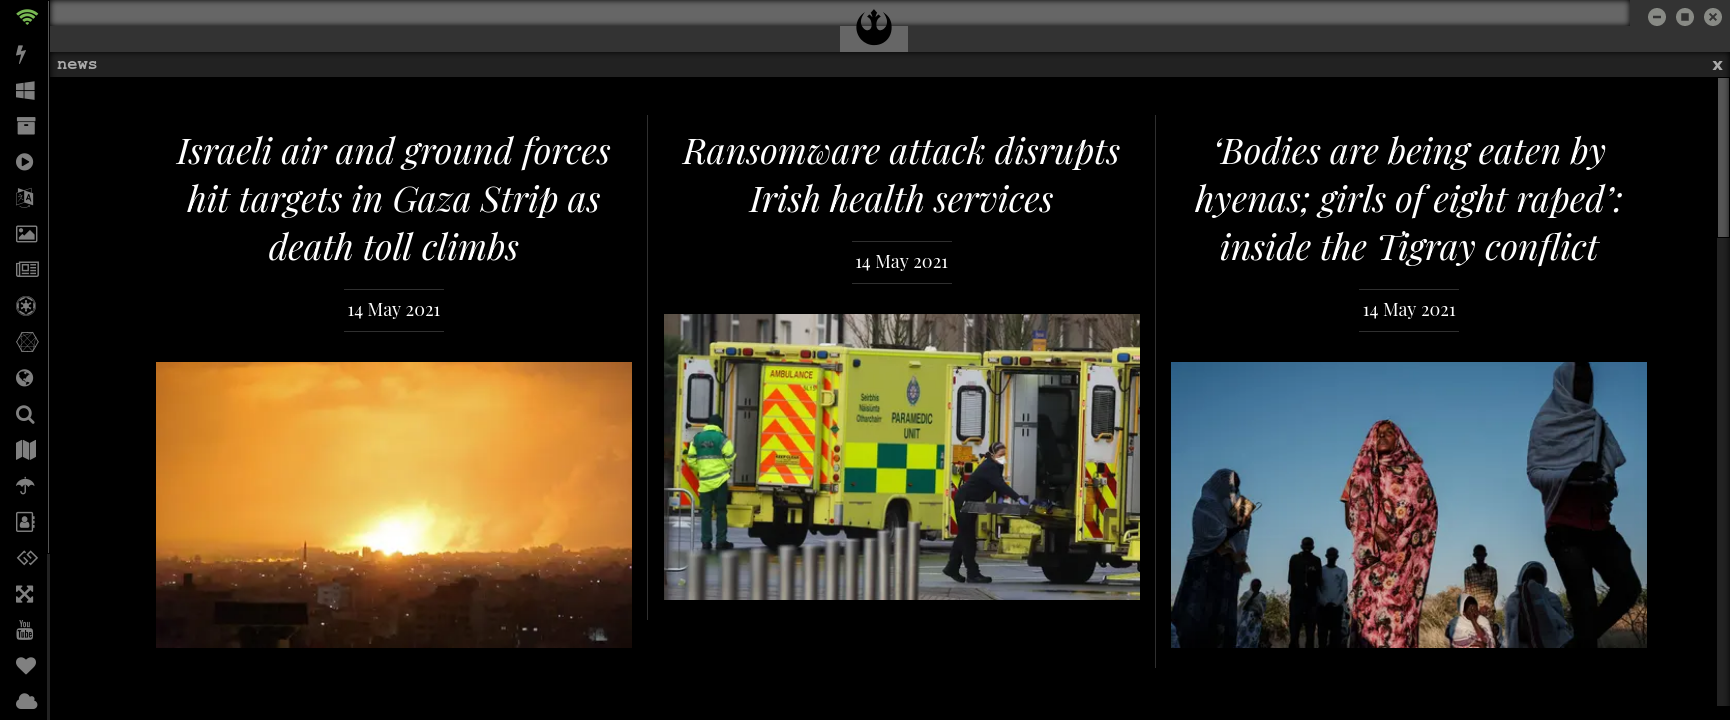 news
x
Israeli air and ground forces
hit targets in Gaza Strip as
death toll climbs
14 May 2021
Ransomware attack disrupts
Irish health services
14 May 2021
AMBULANCE
Seirbhís
Náisiúnta
Otharcharr
PARAMEDIC
UNIT
‘Bodies are being eaten by
hyenas; girls of eight raped’:
inside the Tigray conflict
14 May 2021
You
Tube